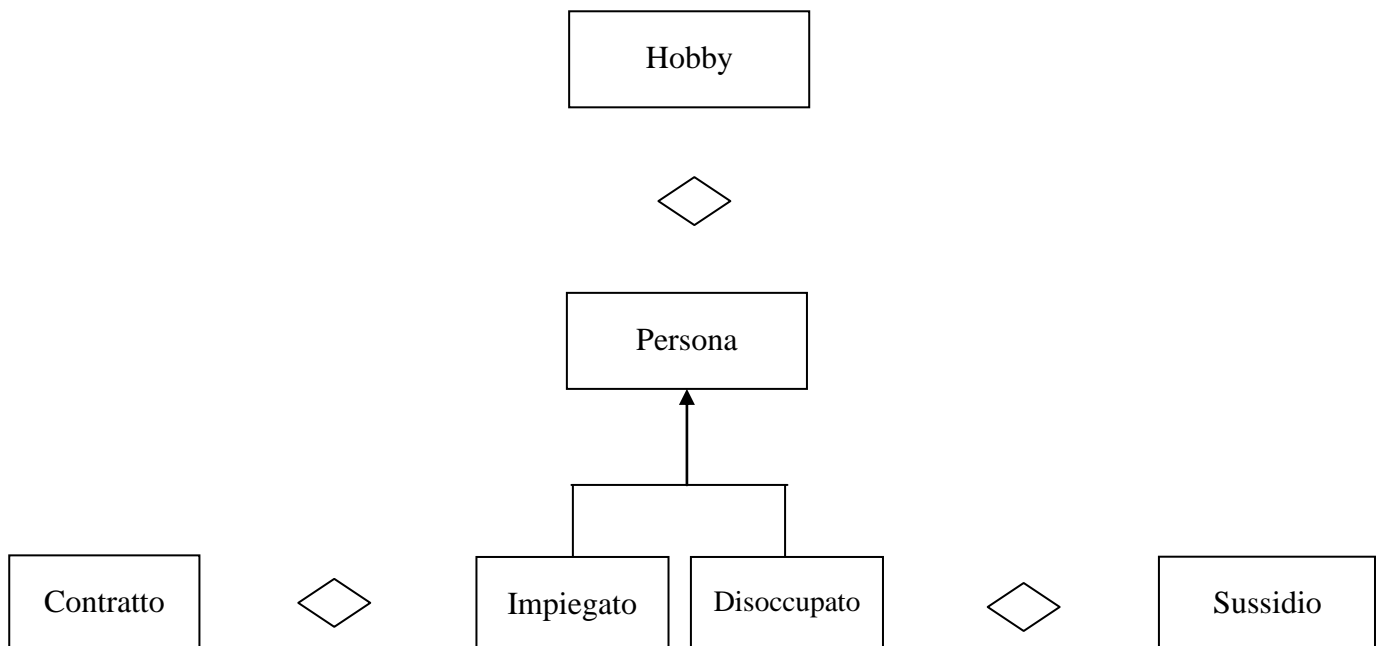 Hobby
Persona
Contratto
Impiegato
Disoccupato
Sussidio